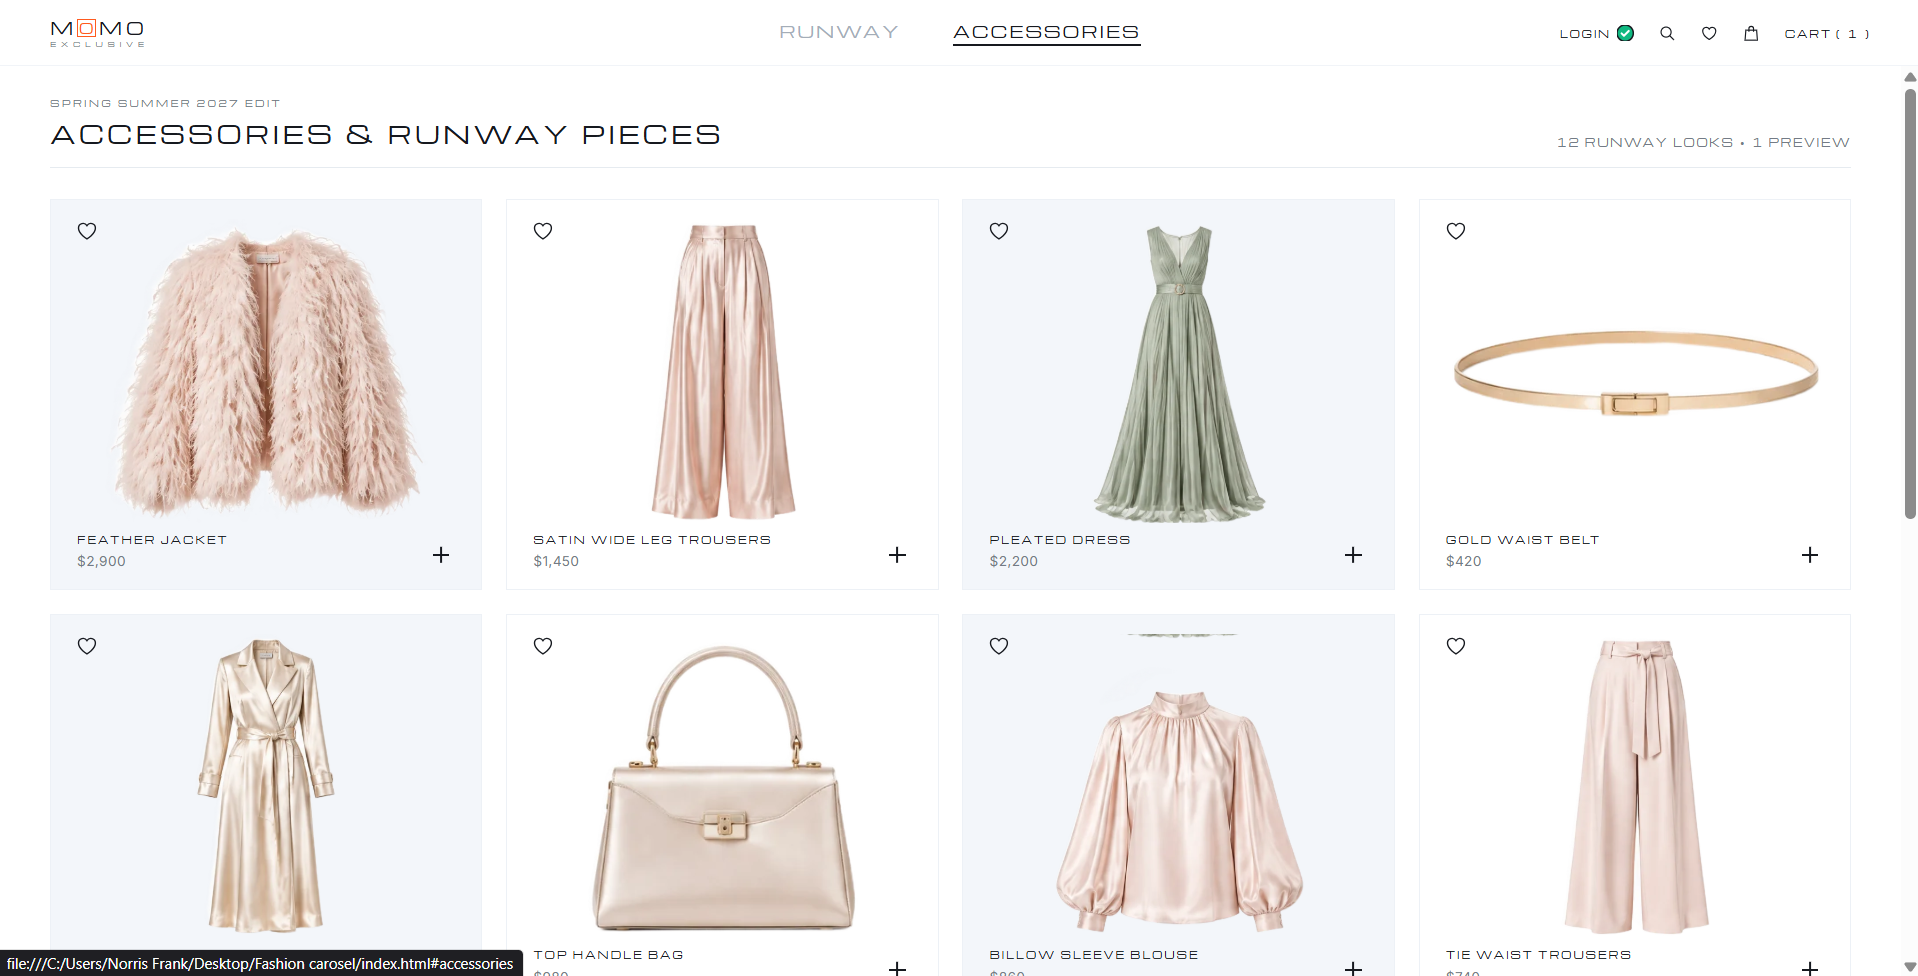 MOMO
EXCLUSIVE
RUNWAY
ACCESSORIES
LOGIN
CART ( 1 )
SPRING SUMMER 2027 EDIT
ACCESSORIES & RUNWAY PIECES
12 RUNWAY LOOKS • 1 PREVIEW
FEATHER JACKET
$2,900
SATIN WIDE LEG TROUSERS
$1,450
PLEATED DRESS
$2,200
GOLD WAIST BELT
$420
TOP HANDLE BAG
BILLOW SLEEVE BLOUSE
TIE WAIST TROUSERS
file:///C:/Users/Norris Frank/Desktop/Fashion carosel/index.html#accessories